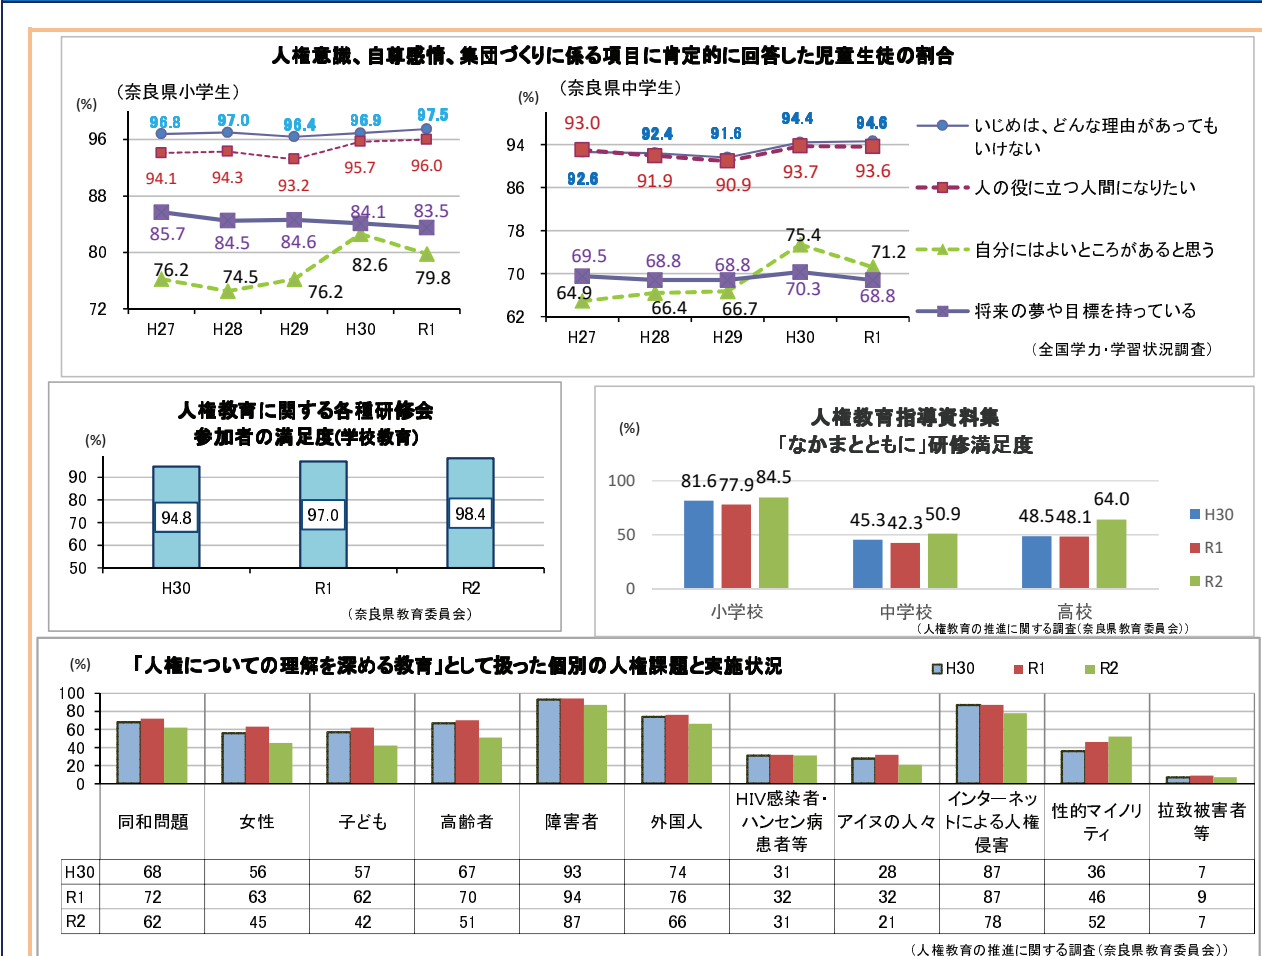 人権意識、自尊感情、集団づくりに係る項目に肯定的に回答した児童生徒の割合
（奈良県小学生）
(%)
96.8 97.0 96.4 96.9 97.5
96
94.1 94.3 93.2 95.7 96.0
88
85.7 84.5 84.6 84.1 83.5
80
76.2 74.5 76.2 82.6 79.8
72
H27 H28 H29 H30 R1
（奈良県中学生）
(%)
93.0 92.4 91.6 94.4 94.6
94
92.6 91.9 90.9 93.7 93.6
86
78
75.4 71.2
69.5 68.8 68.8
70
64.9 66.4 66.7 70.3 68.8
62
H27 H28 H29 H30 R1
いじめは、どんな理由があっても
いけない
人の役に立つ人間になりたい
自分にはよいところがあると思う
将来の夢や目標を持っている
（全国学力・学習状況調査）
人権教育に関する各種研修会
参加者の満足度(学校教育)
(%)
90
80
70
60
50
94.8 97.0 98.4
H30 R1 R2
（奈良県教育委員会）
人権教育指導資料集
「なかまとともに」研修満足度
(%)
100
50
0
81.6 77.9 84.5
45.3 42.3 50.9
48.5 48.1 64.0
小学校 中学校 高校
H30
R1
R2
（人権教育の推進に関する調査（奈良県教育委員会））
(%)
「人権についての理解を深める教育」として扱った個別の人権課題と実施状況
H30 R1 R2
100
80
60
40
20
0
同和問題 女性 子ども 高齢者 障害者 外国人 HIV感染者・ハンセン病患者等 アイヌの人々 インターネットによる人権侵害 性的マイノリティ 拉致被害者等
H30 68 56 57 67 93 74 31 28 87 36 7
R1 72 63 62 70 94 76 32 32 87 46 9
R2 62 45 42 51 87 66 31 21 78 52 7
（人権教育の推進に関する調査（奈良県教育委員会））